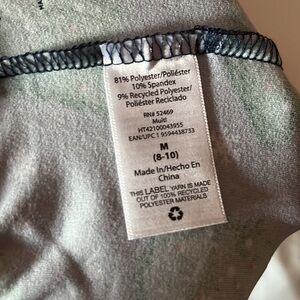 81% Polyester/Poliéster
10% Spandex
9% Recycled Polyester/
Poliéster Reciclado
RN# 52469
Multi
HT42100043955
EAN/UPC 1 9594438733
M
(8-10)
Made In/Hecho En
China
THIS LABEL YARN IS MADE
OUT OF 100% RECYCLED
POLYESTER MATERIALS